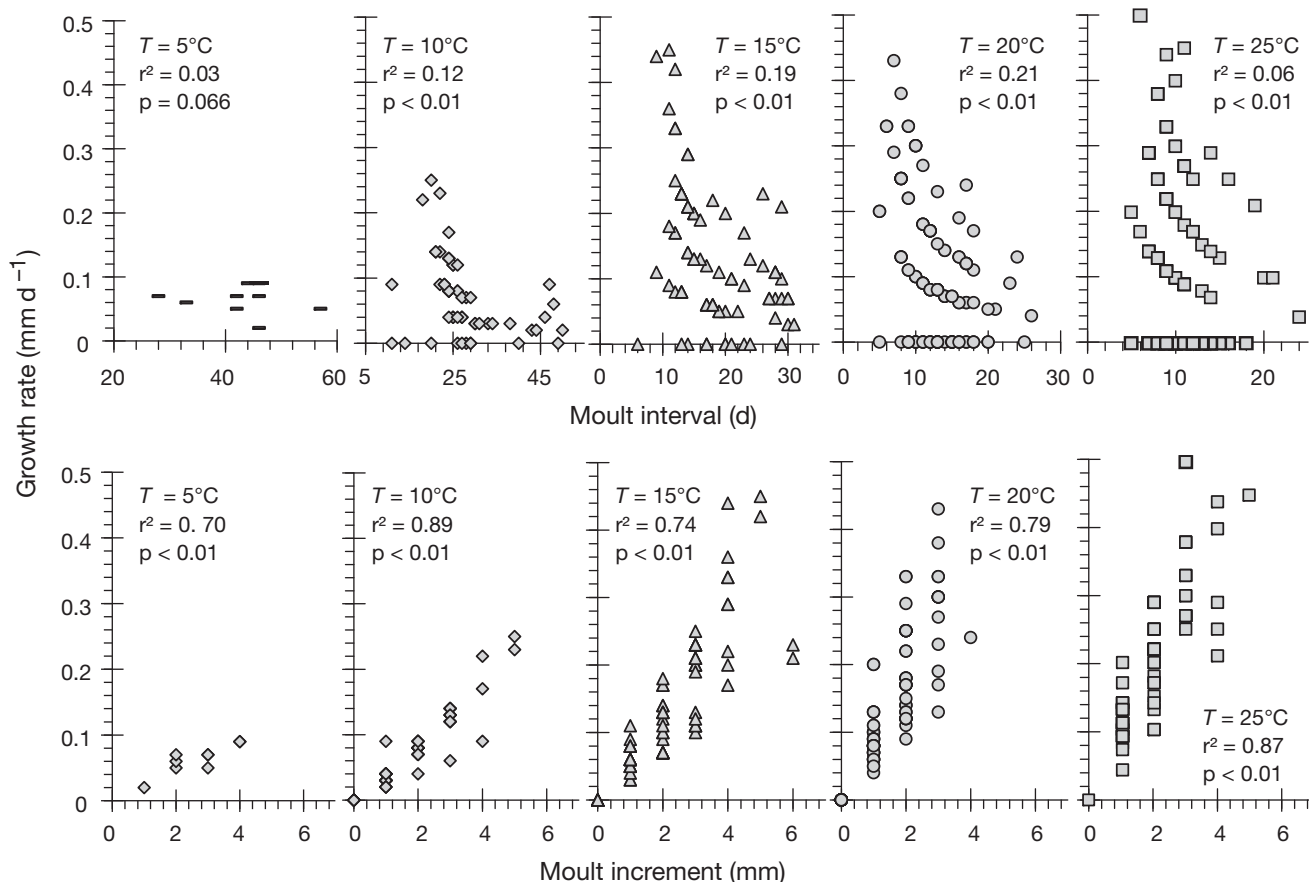 Growth rate (mm d⁻¹)
0.5
0.4
0.3
0.2
0.1
0
T = 5°C
r² = 0.03
p = 0.066
20 40 60
T = 10°C
r² = 0.12
p < 0.01
5 25 45
T = 15°C
r² = 0.19
p < 0.01
0 10 20 30
T = 20°C
r² = 0.21
p < 0.01
0 10 20 30
T = 25°C
r² = 0.06
p < 0.01
0 10 20
Moult interval (d)
0.5
0.4
0.3
0.2
0.1
0
T = 5°C
r² = 0. 70
p < 0.01
0 2 4 6
T = 10°C
r² = 0.89
p < 0.01
0 2 4 6
T = 15°C
r² = 0.74
p < 0.01
0 2 4 6
T = 20°C
r² = 0.79
p < 0.01
0 2 4 6
T = 25°C
r² = 0.87
p < 0.01
0 2 4 6
Moult increment (mm)